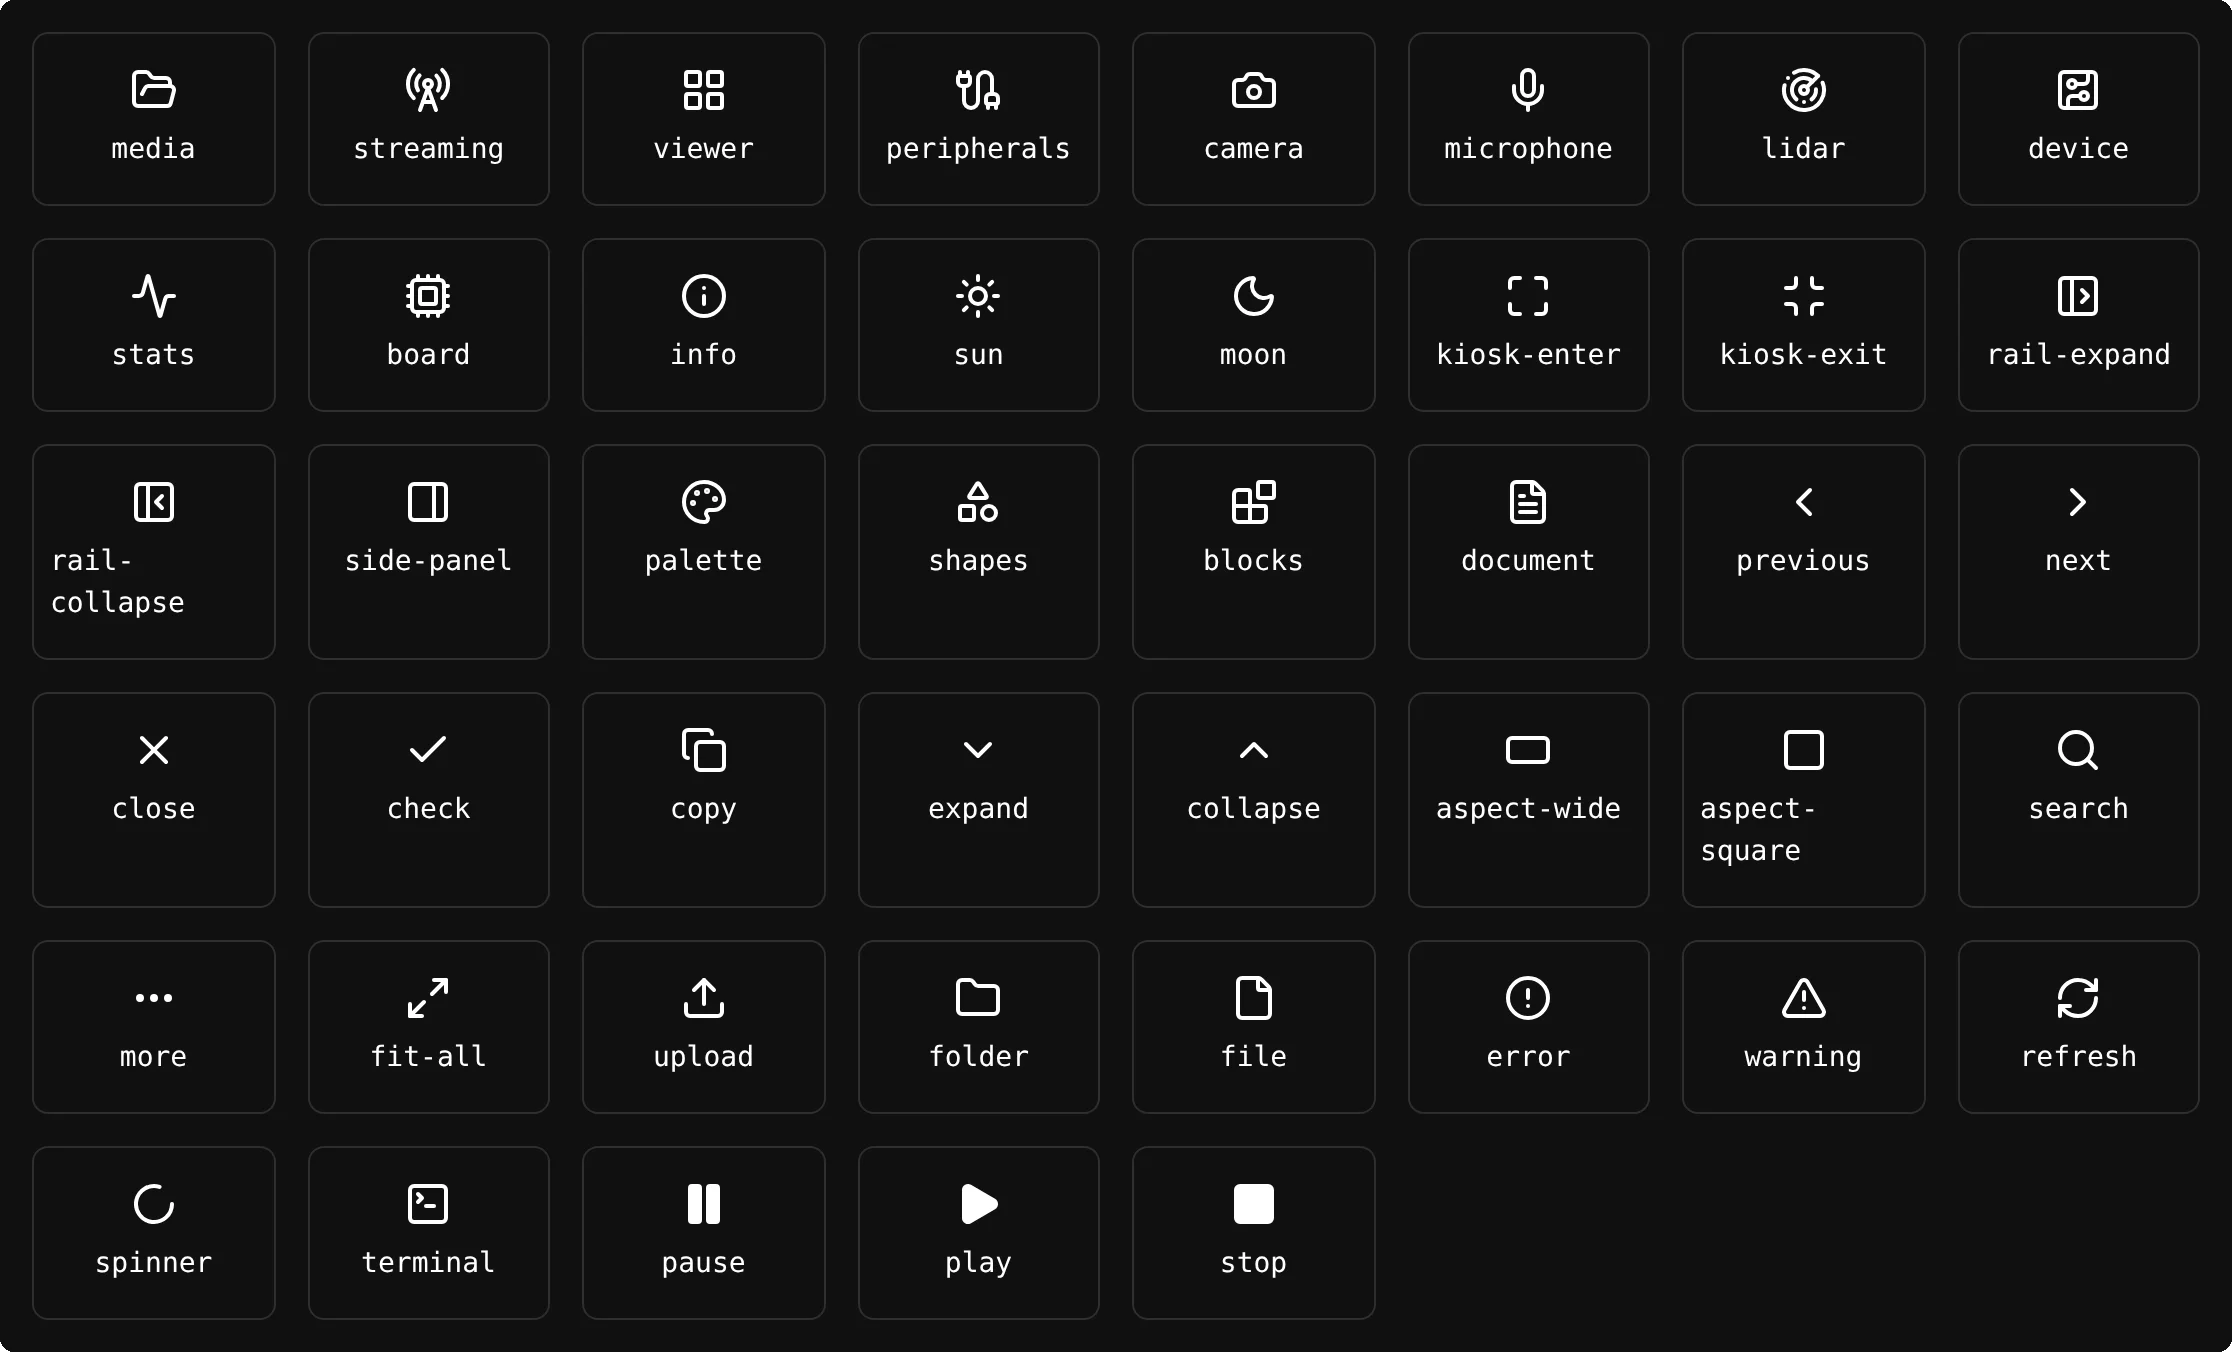 media
streaming
viewer
peripherals
camera
microphone
lidar
device
stats
board
info
sun
moon
kiosk-enter
kiosk-exit
rail-expand
rail-
collapse
side-panel
palette
shapes
blocks
document
previous
next
close
check
copy
expand
collapse
aspect-wide
aspect-
square
search
more
fit-all
upload
folder
file
error
warning
refresh
spinner
terminal
pause
play
stop